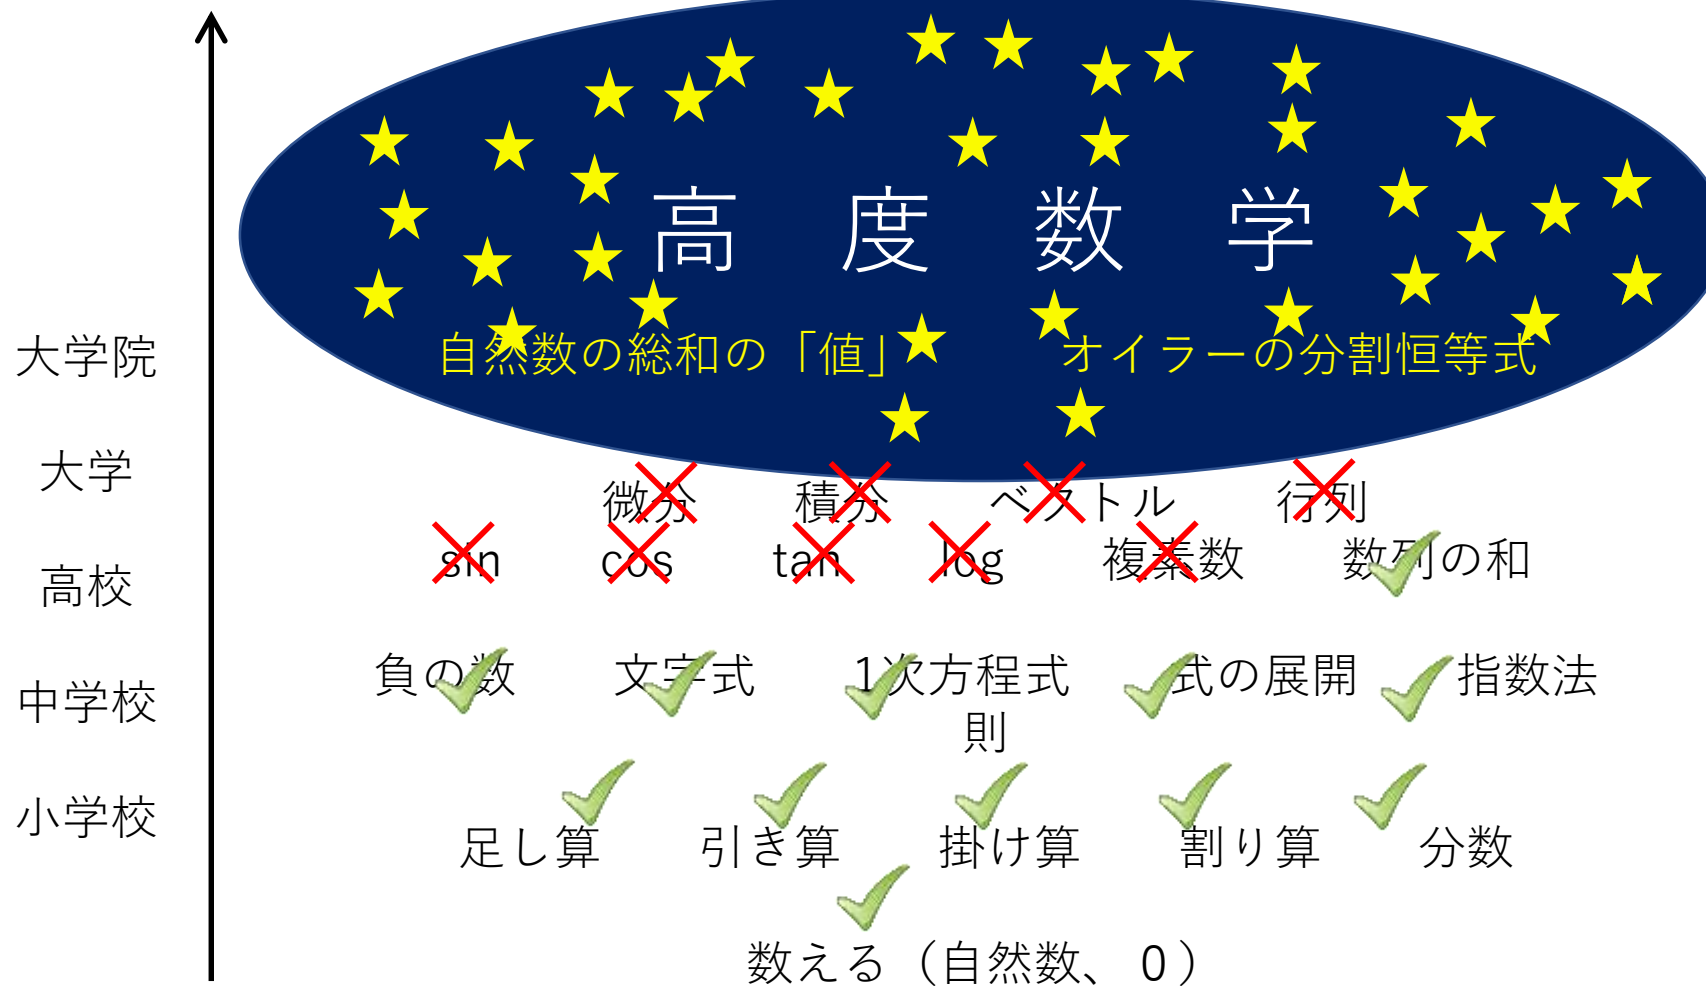 高 度 数 学
自然数の総和の「値」 オイラーの分割恒等式
大学院
大学
微分 積分 ベクトル 行列
sin cos tan log 複素数 数列の和
高校
負の数 文字式 1次方程式 式の展開 指数法
則
中学校
小学校
足し算 引き算 掛け算 割り算 分数
数える（自然数、0）